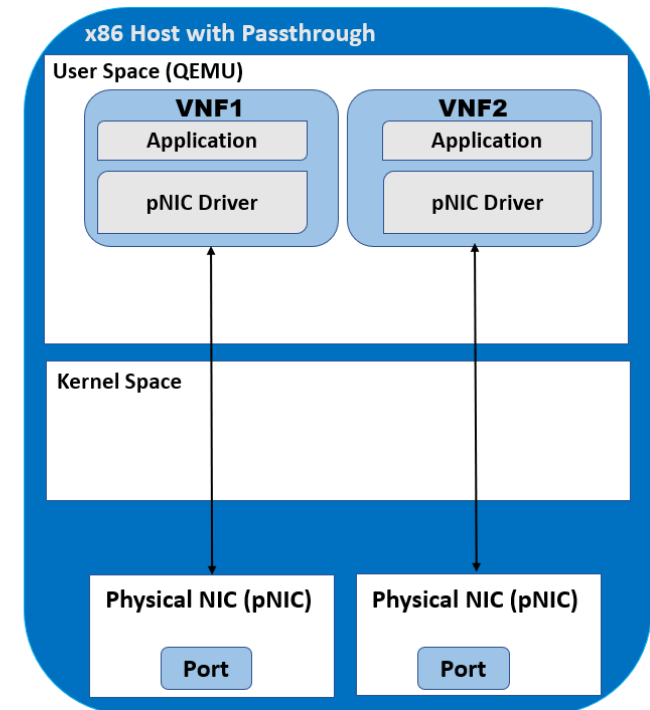 x86 Host with Passthrough
User Space (QEMU)
VNF1
Application
pNIC Driver
VNF2
Application
pNIC Driver
Kernel Space
Physical NIC (pNIC)
Port
Physical NIC (pNIC)
Port